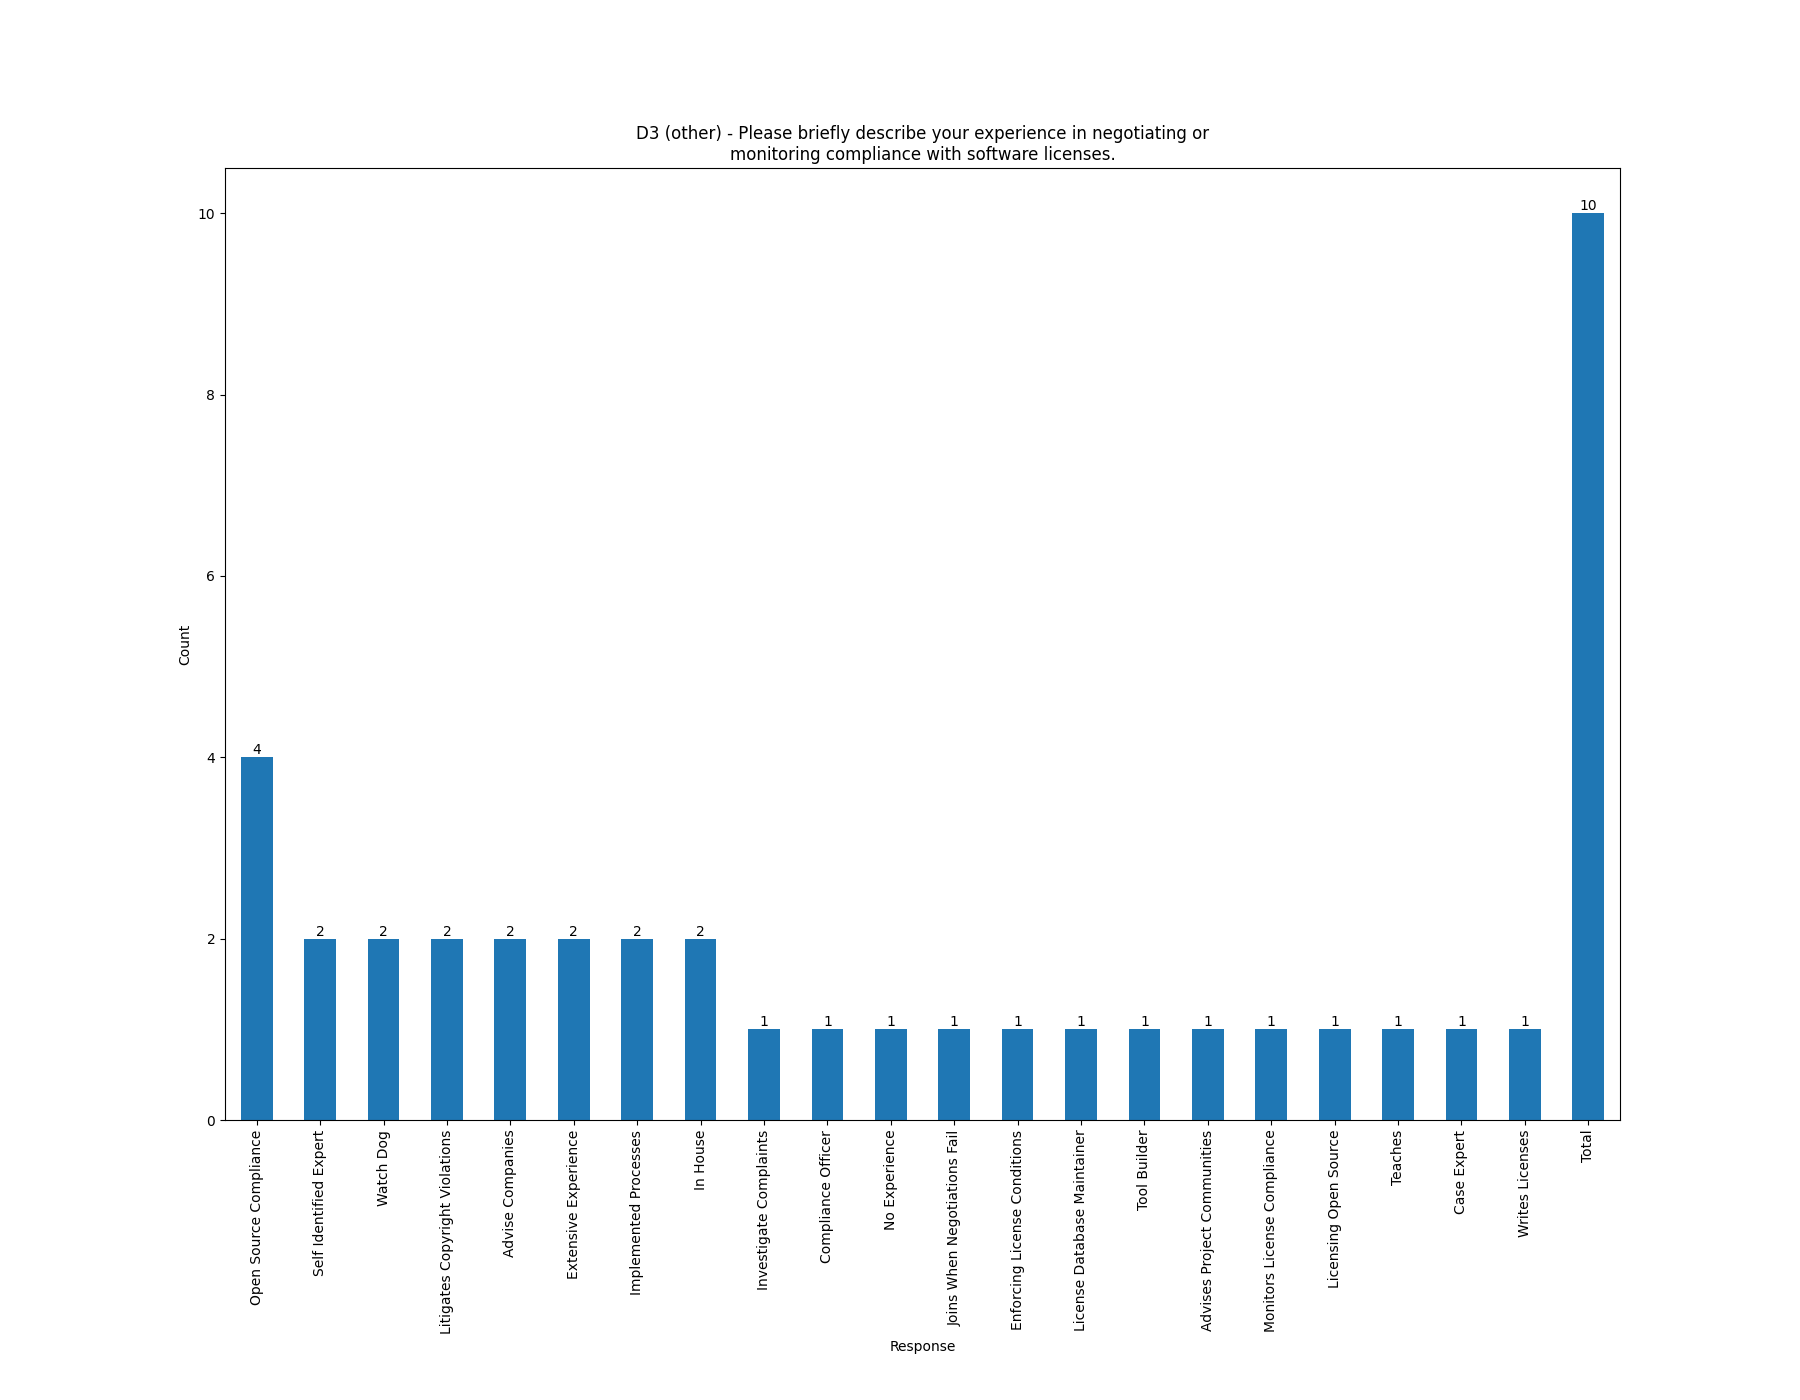 D3 (other) - Please briefly describe your experience in negotiating or
monitoring compliance with software licenses.
10
8
6
4
2
0
Count
4
2
2
2
2
2
2
2
1
1
1
1
1
1
1
1
1
1
1
1
1
10
Open Source Compliance
Self Identified Expert
Watch Dog
Litigates Copyright Violations
Advise Companies
Extensive Experience
Implemented Processes
In House
Investigate Complaints
Compliance Officer
No Experience
Joins When Negotiations Fail
Enforcing License Conditions
License Database Maintainer
Tool Builder
Advises Project Communities
Monitors License Compliance
Licensing Open Source
Teaches
Case Expert
Writes Licenses
Total
Response